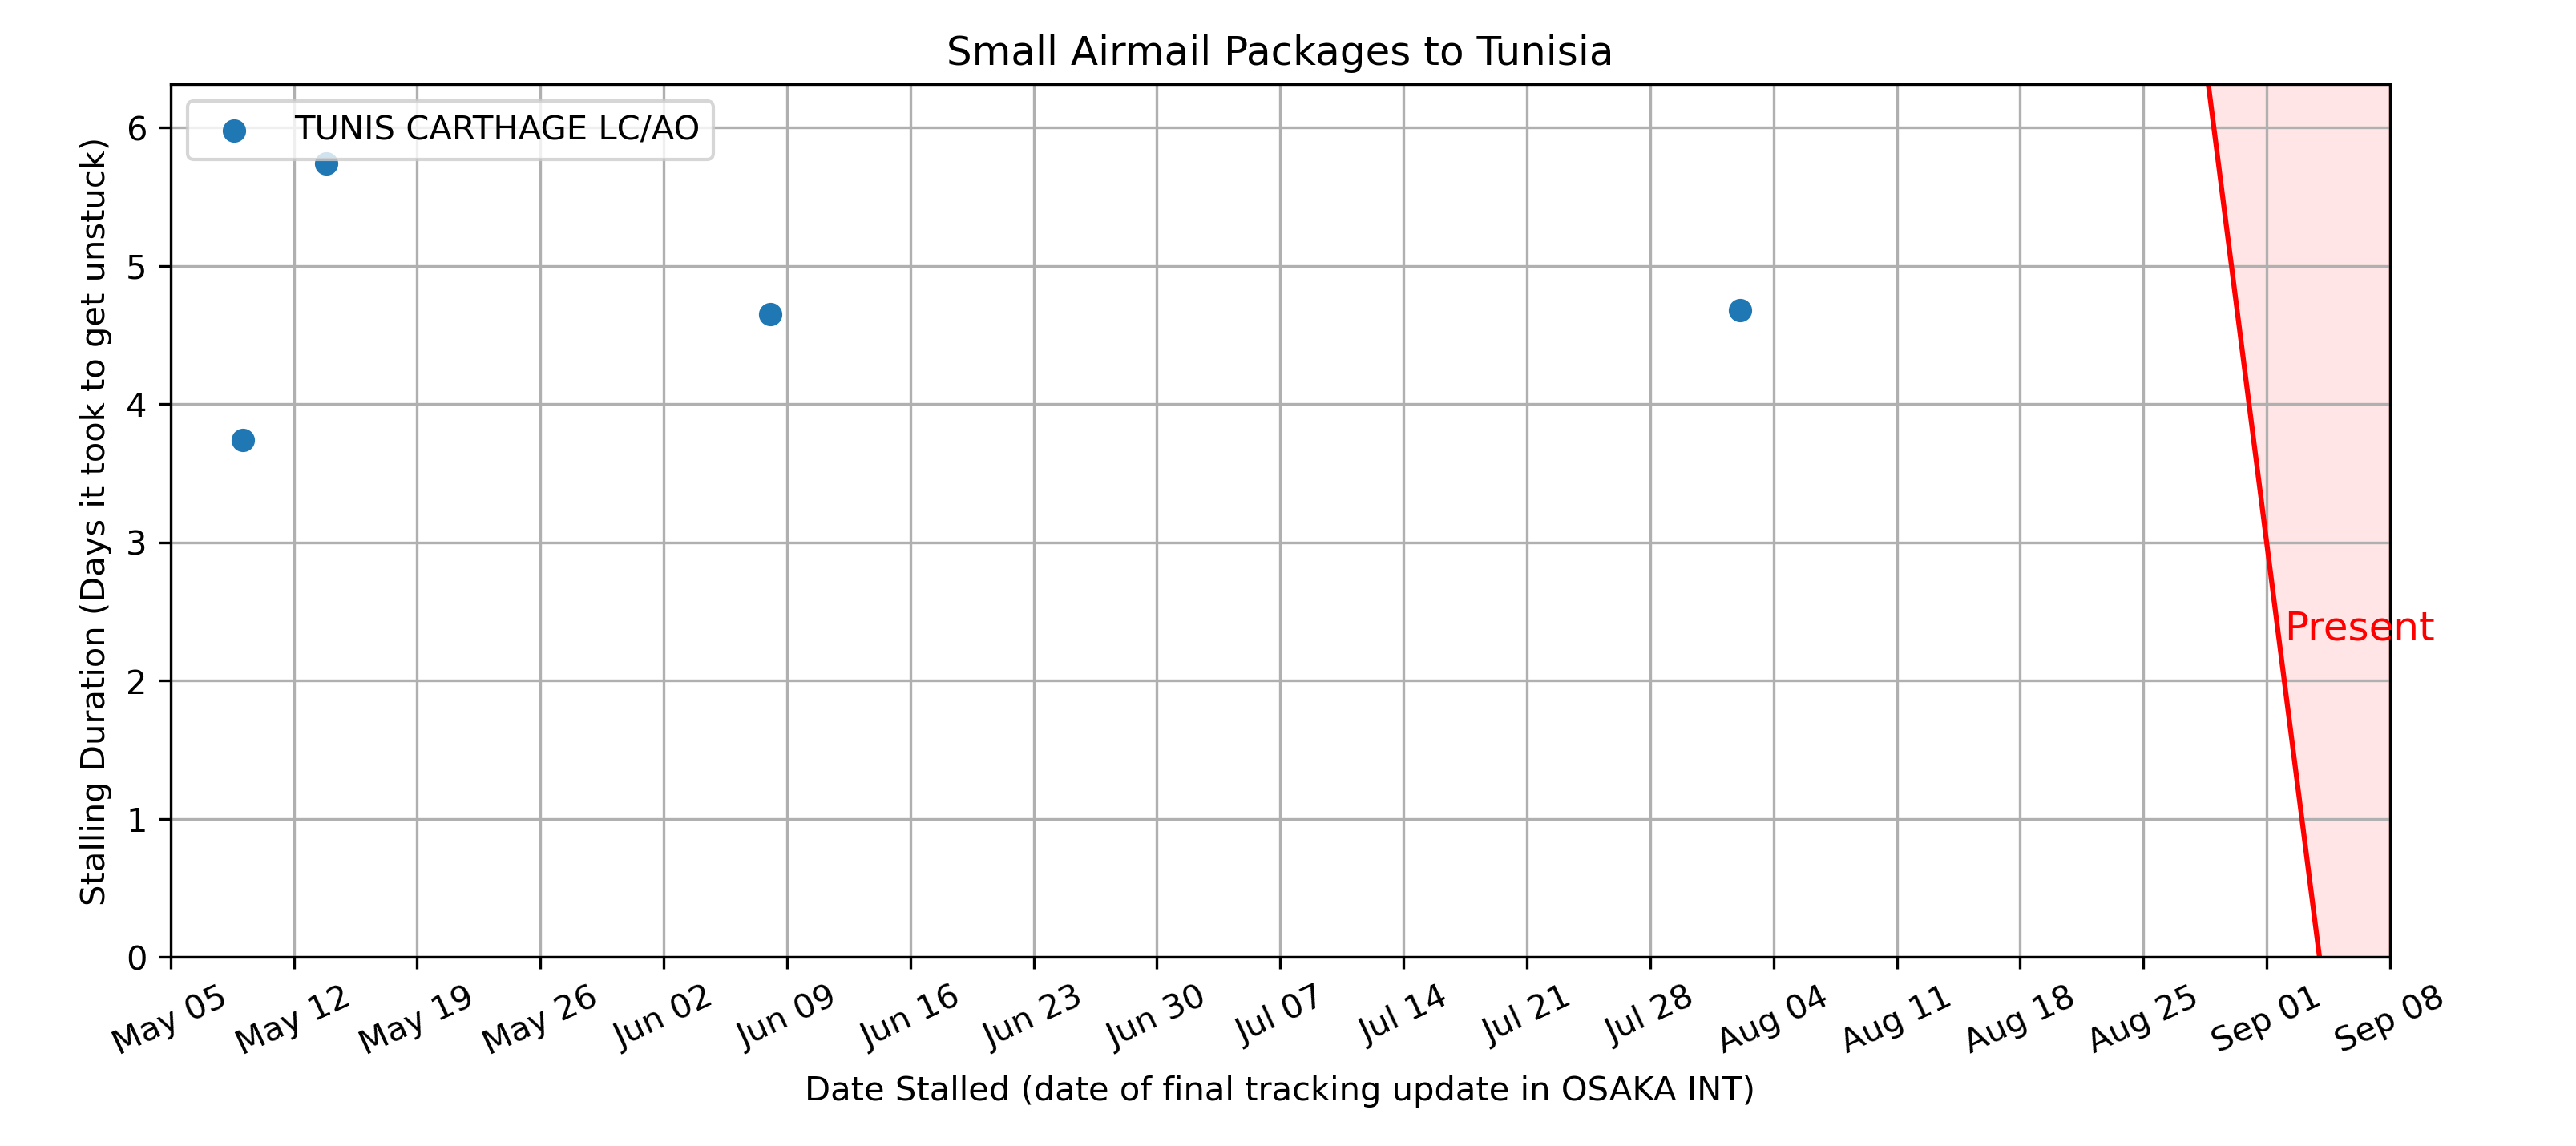 Small Airmail Packages to Tunisia
TUNIS CARTHAGE LC/AO
Stalling Duration (Days it took to get unstuck)
6
5
4
3
2
1
0
Present
May 05 May 12 May 19 May 26 Jun 02 Jun 09 Jun 16 Jun 23 Jun 30 Jul 07 Jul 14 Jul 21 Jul 28 Aug 04 Aug 11 Aug 18 Aug 25 Sep 01 Sep 08
Date Stalled (date of final tracking update in OSAKA INT)